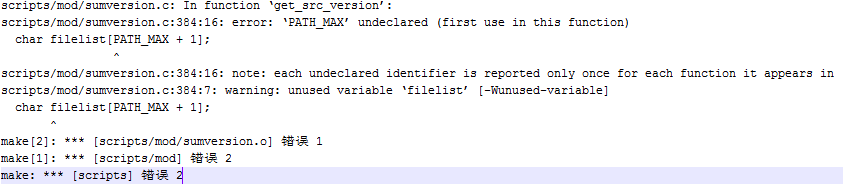 scripts/mod/sumversion.c: In function ‘get_src_version’:
scripts/mod/sumversion.c:384:16: error: ‘PATH_MAX’ undeclared (first use in this function)
char filelist[PATH_MAX + 1];
^
scripts/mod/sumversion.c:384:16: note: each undeclared identifier is reported only once for each function it appears in
scripts/mod/sumversion.c:384:7: warning: unused variable ‘filelist’ [-Wunused-variable]
char filelist[PATH_MAX + 1];
^
make[2]: *** [scripts/mod/sumversion.o] 错误 1
make[1]: *** [scripts/mod] 错误 2
make: *** [scripts] 错误 2